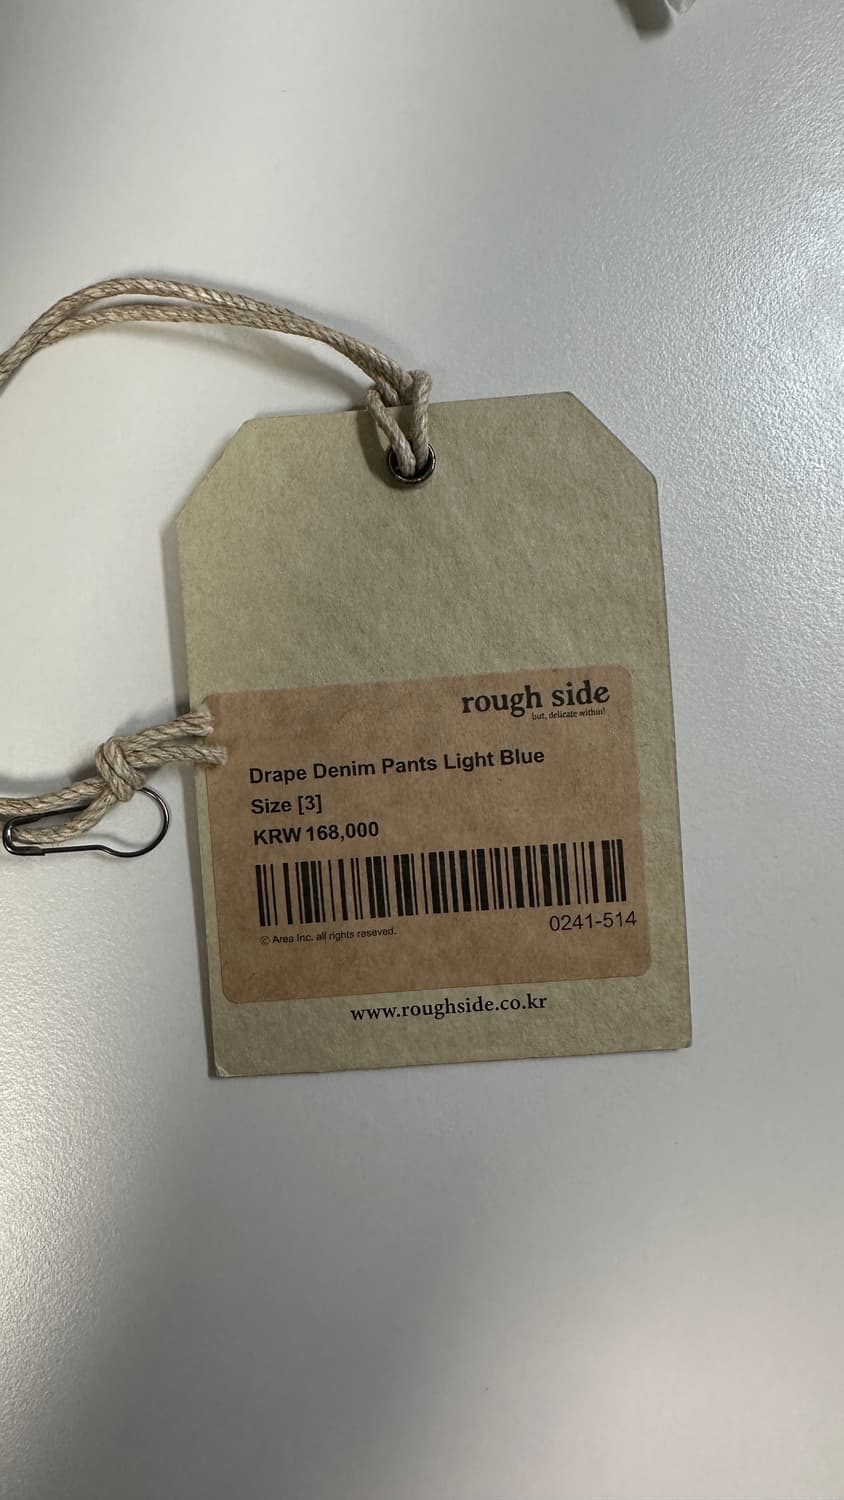 rough side
but, delicate within!
Drape Denim Pants Light Blue
Size [3]
KRW 168,000
0241-514
© Area Inc. all rights reseved.
www.roughside.co.kr